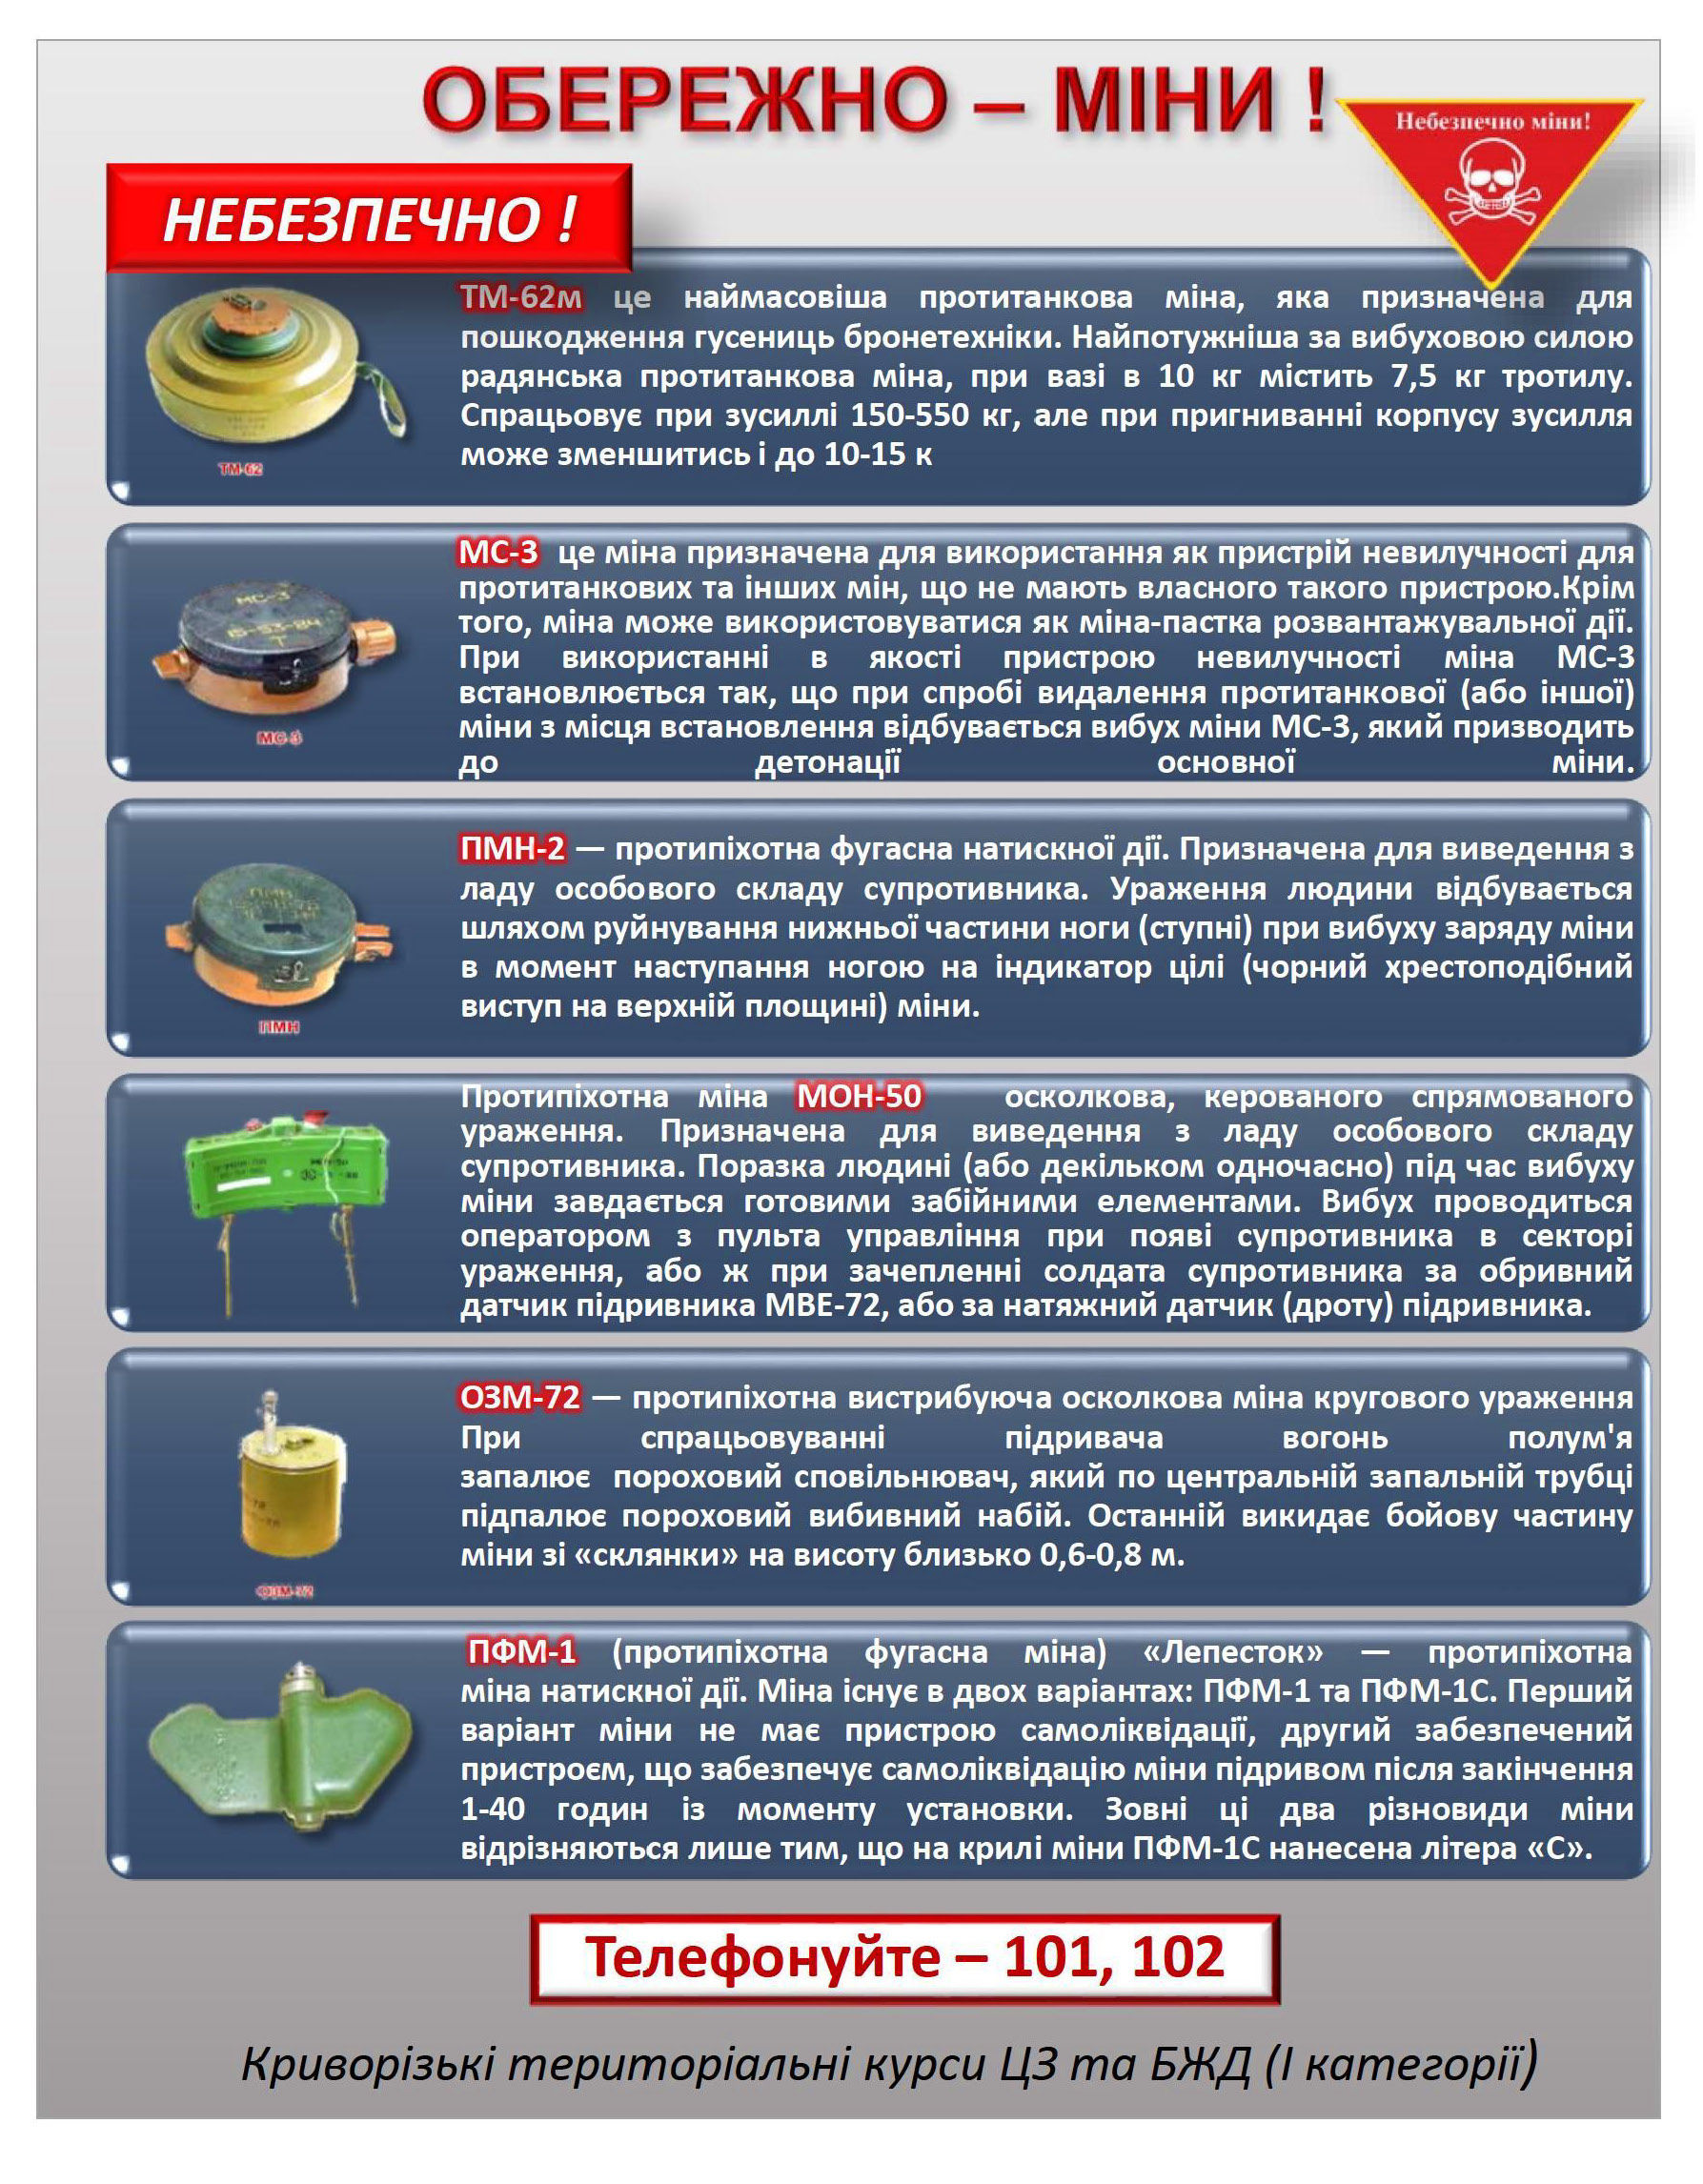 ОБЕРЕЖНО – МІНИ !
Небезпечно міни!
НЕБЕЗПЕЧНО !
ТМ-62м це наймасовіша протитанкова міна, яка призначена для
пошкодження гусениць бронетехніки. Найпотужніша за вибуховою силою
радянська протитанкова міна, при вазі в 10 кг містить 7,5 кг тротилу.
Спрацьовує при зусиллі 150-550 кг, але при пригниванні корпусу зусилля
може зменшитись і до 10-15 к
ТМ-62
МС-3 це міна призначена для використання як пристрій невилучності для
протитанкових та інших мін, що не мають власного такого пристрою.Крім
того, міна може використовуватися як міна-пастка розвантажувальної дії.
При використанні в якості пристрою невилучності міна МС-3
встановлюється так, що при спробі видалення протитанкової (або іншої)
міни з місця встановлення відбувається вибух міни МС-3, який призводить
до детонації основної міни.
МС-3
МС-3
ПМН-2 — протипіхотна фугасна натискної дії. Призначена для виведення з
ладу особового складу супротивника. Ураження людини відбувається
шляхом руйнування нижньої частини ноги (ступні) при вибуху заряду міни
в момент наступання ногою на індикатор цілі (чорний хрестоподібний
виступ на верхній площині) міни.
ПМН
ПМН
Протипіхотна міна МОН-50 осколкова, керованого спрямованого
ураження. Призначена для виведення з ладу особового складу
супротивника. Поразка людині (або декільком одночасно) під час вибуху
міни завдається готовими забійними елементами. Вибух проводиться
оператором з пульта управління при появі супротивника в секторі
ураження, або ж при зачепленні солдата супротивника за обривний
датчик підривника МВЕ-72, або за натяжний датчик (дроту) підривника.
ОЗМ-72 — протипіхотна вистрибуюча осколкова міна кругового ураження
При спрацьовуванні підривача вогонь полум'я
запалює пороховий сповільнювач, який по центральній запальній трубці
підпалює пороховий вибивний набій. Останній викидає бойову частину
міни зі «склянки» на висоту близько 0,6-0,8 м.
ОЗМ-72
ПФМ-1 (протипіхотна фугасна міна) «Лепесток» — протипіхотна
міна натискної дії. Міна існує в двох варіантах: ПФМ-1 та ПФМ-1С. Перший
варіант міни не має пристрою самоліквідації, другий забезпечений
пристроєм, що забезпечує самоліквідацію міни підривом після закінчення
1-40 годин із моменту установки. Зовні ці два різновиди міни
відрізняються лише тим, що на крилі міни ПФМ-1С нанесена літера «С».
Телефонуйте – 101, 102
Криворізькі територіальні курси ЦЗ та БЖД (І категорії)